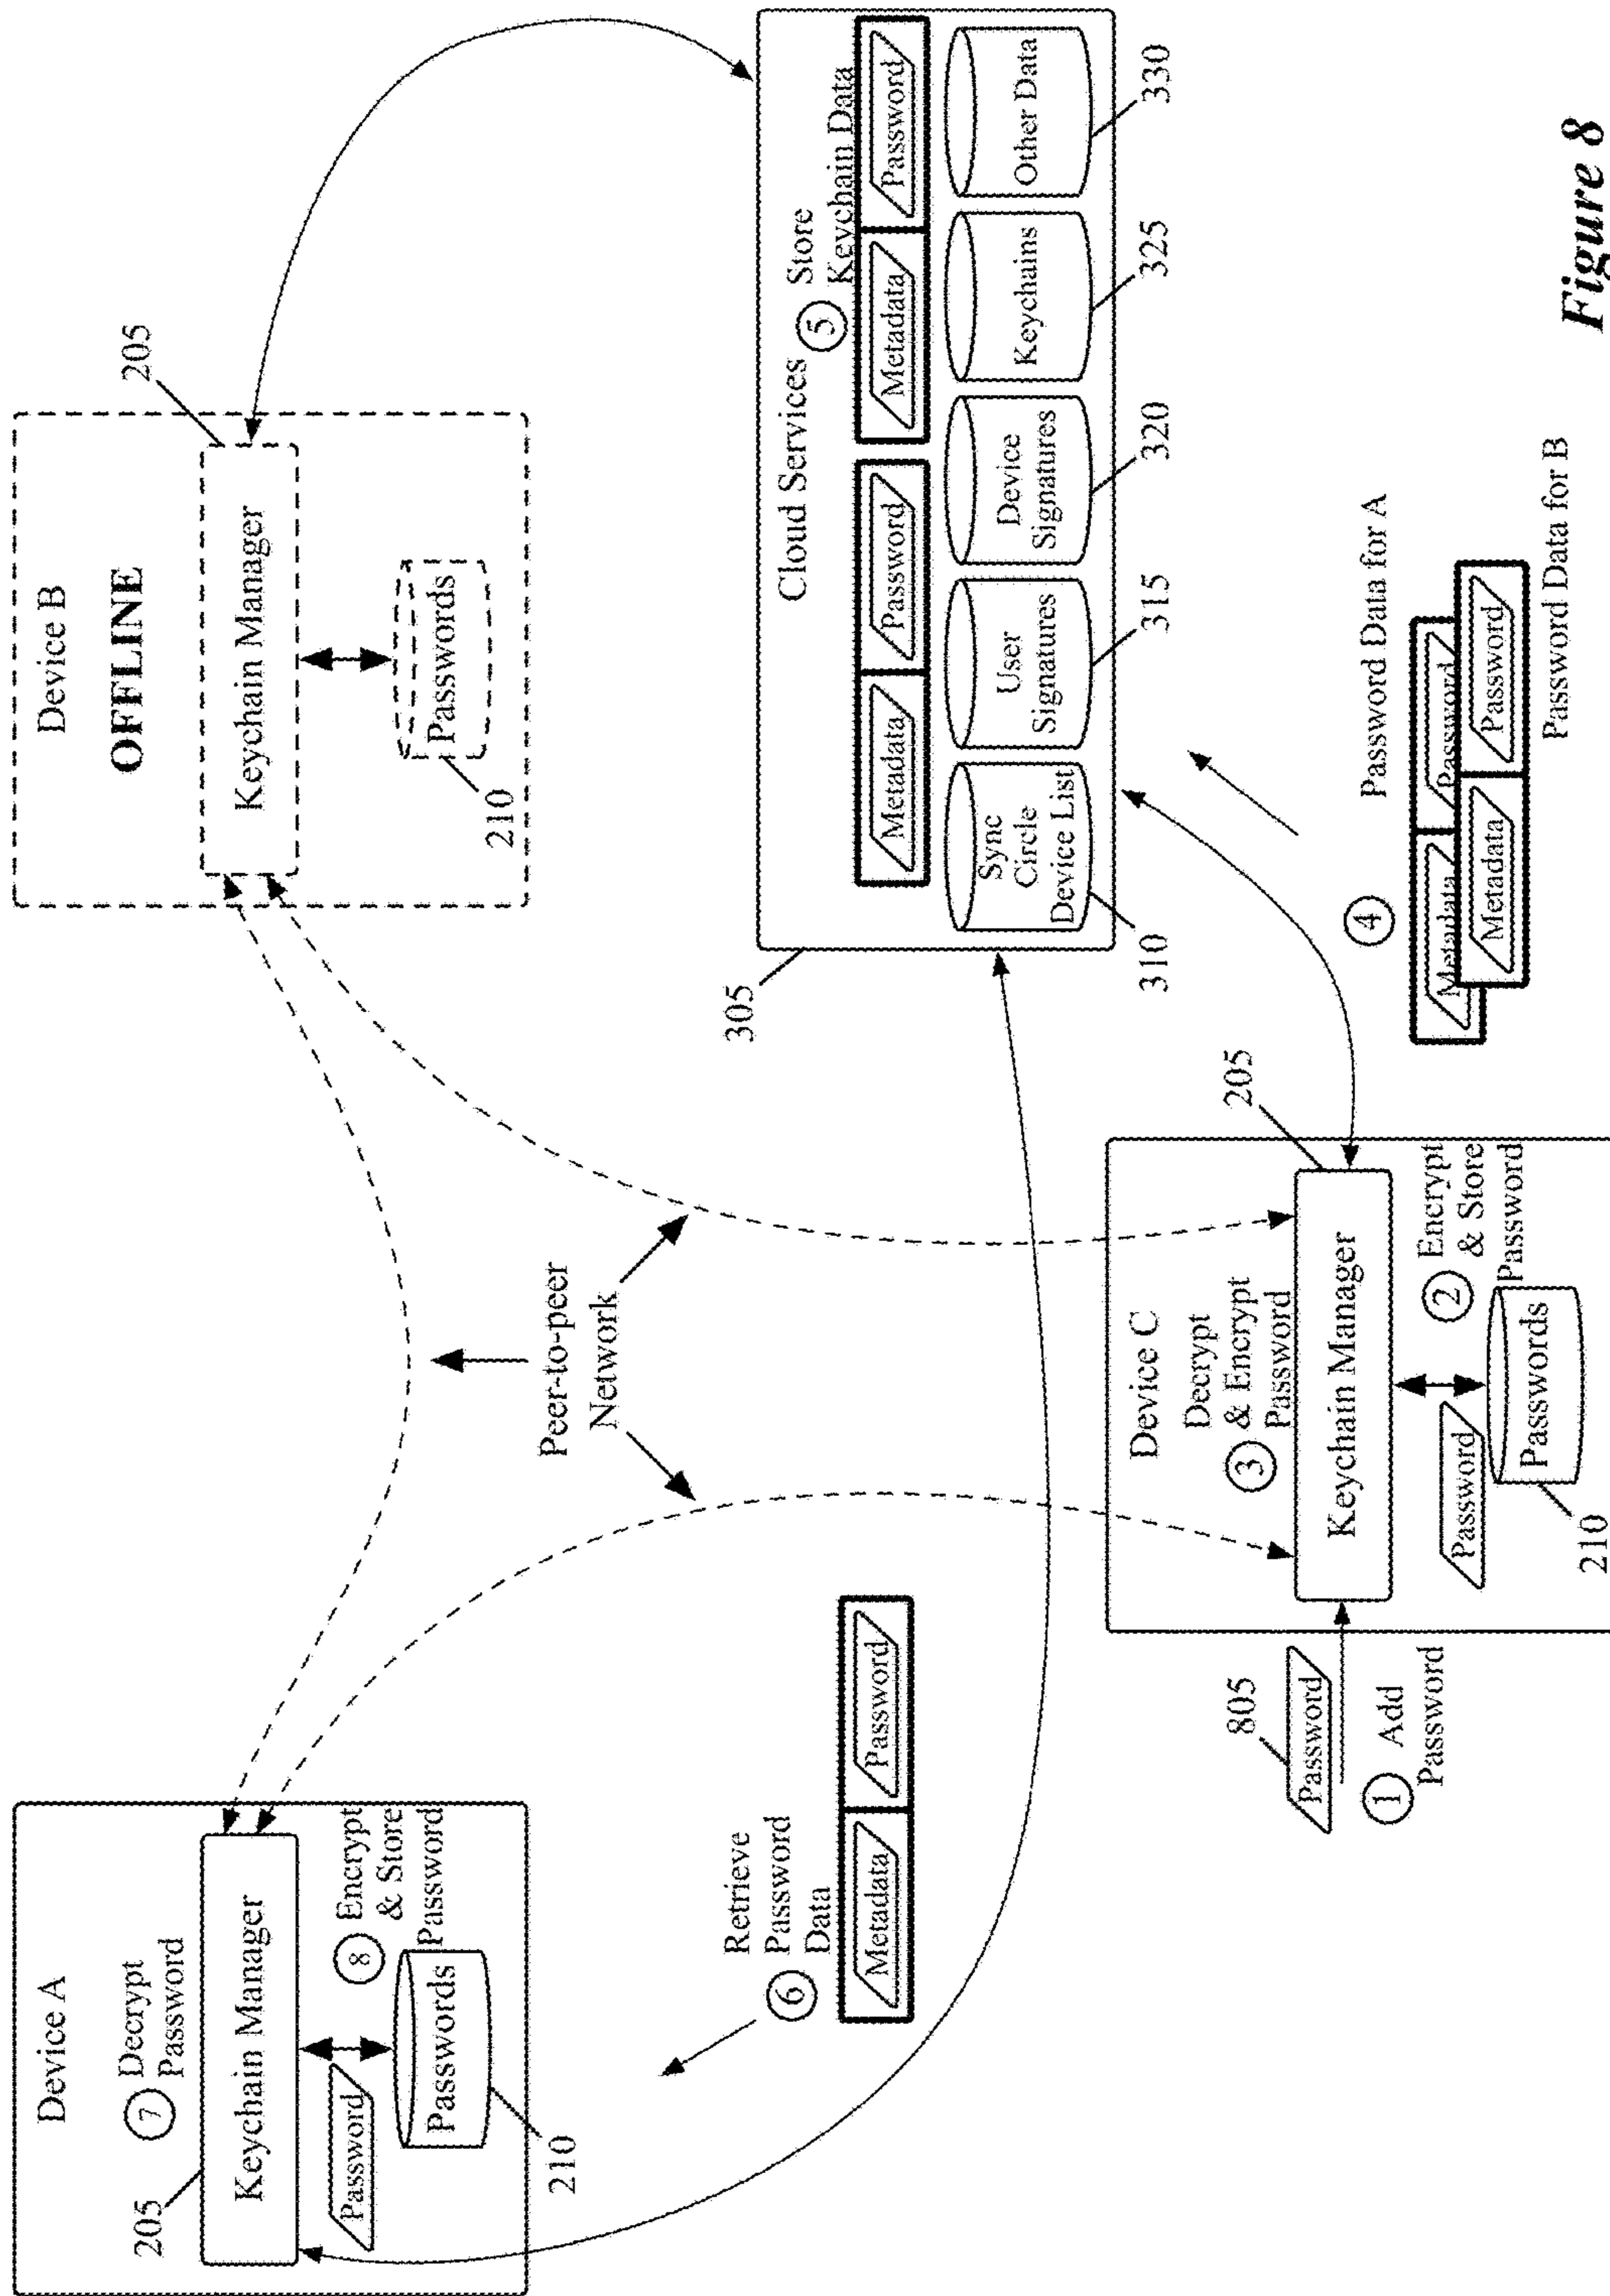 Device A
7 Decrypt
Password
205
Keychain Manager
Password
8 Encrypt
& Store
Password
Passwords
210
Device B
OFFLINE
205
Keychain Manager
Passwords
210
Peer-to-peer
Network
Retrieve
Password
6 Data
Metadata
Password
305
Cloud Services
5 Store
Keychain Data
Metadata
Password
Metadata
Password
Sync
Circle
Device List
User
Signatures
Device
Signatures
Keychains
Other Data
310
315
320
325
330
805
Password
1 Add
Password
Device C
Decrypt
3 & Encrypt
Password
205
Keychain Manager
2 Encrypt
& Store
Password
Password
Passwords
210
4
Password Data for A
Metadata
Password
Metadata
Password
Password Data for B
Figure 8